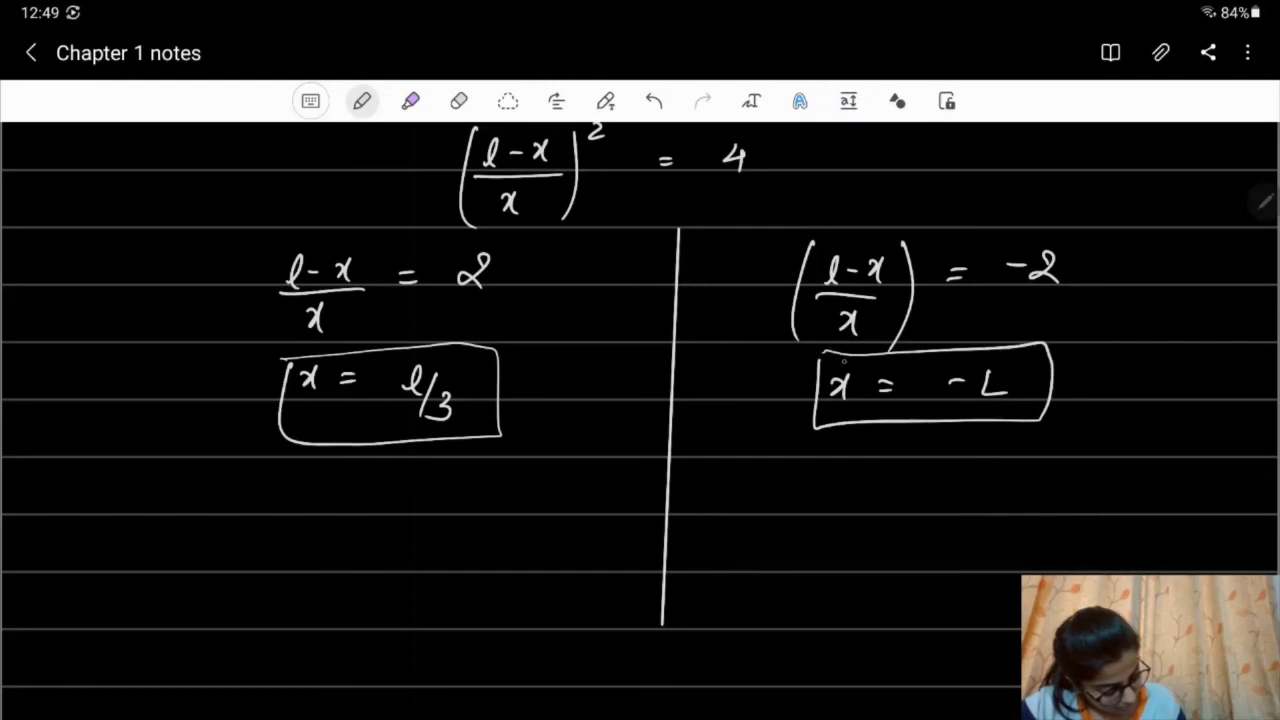 12:49 84%
Chapter 1 notes
(l-x/x)² = 4
l-x/x = 2
(l-x/x) = -2
x = l/3
x = - L